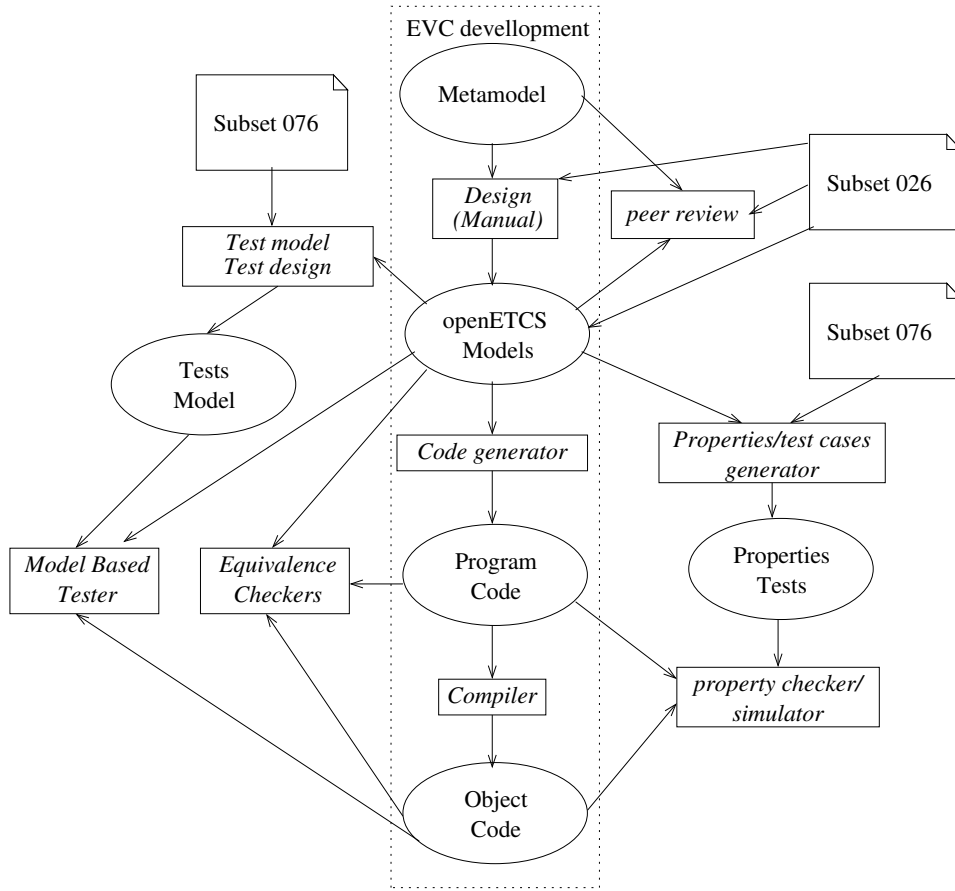 EVC devellopment
Metamodel
Subset 076
Subset 026
Design
(Manual)
peer review
Test model
Test design
openETCS
Models
Subset 076
Tests
Model
Code generator
Properties/test cases
generator
Model Based
Tester
Equivalence
Checkers
Program
Code
Properties
Tests
Compiler
property checker/
simulator
Object
Code